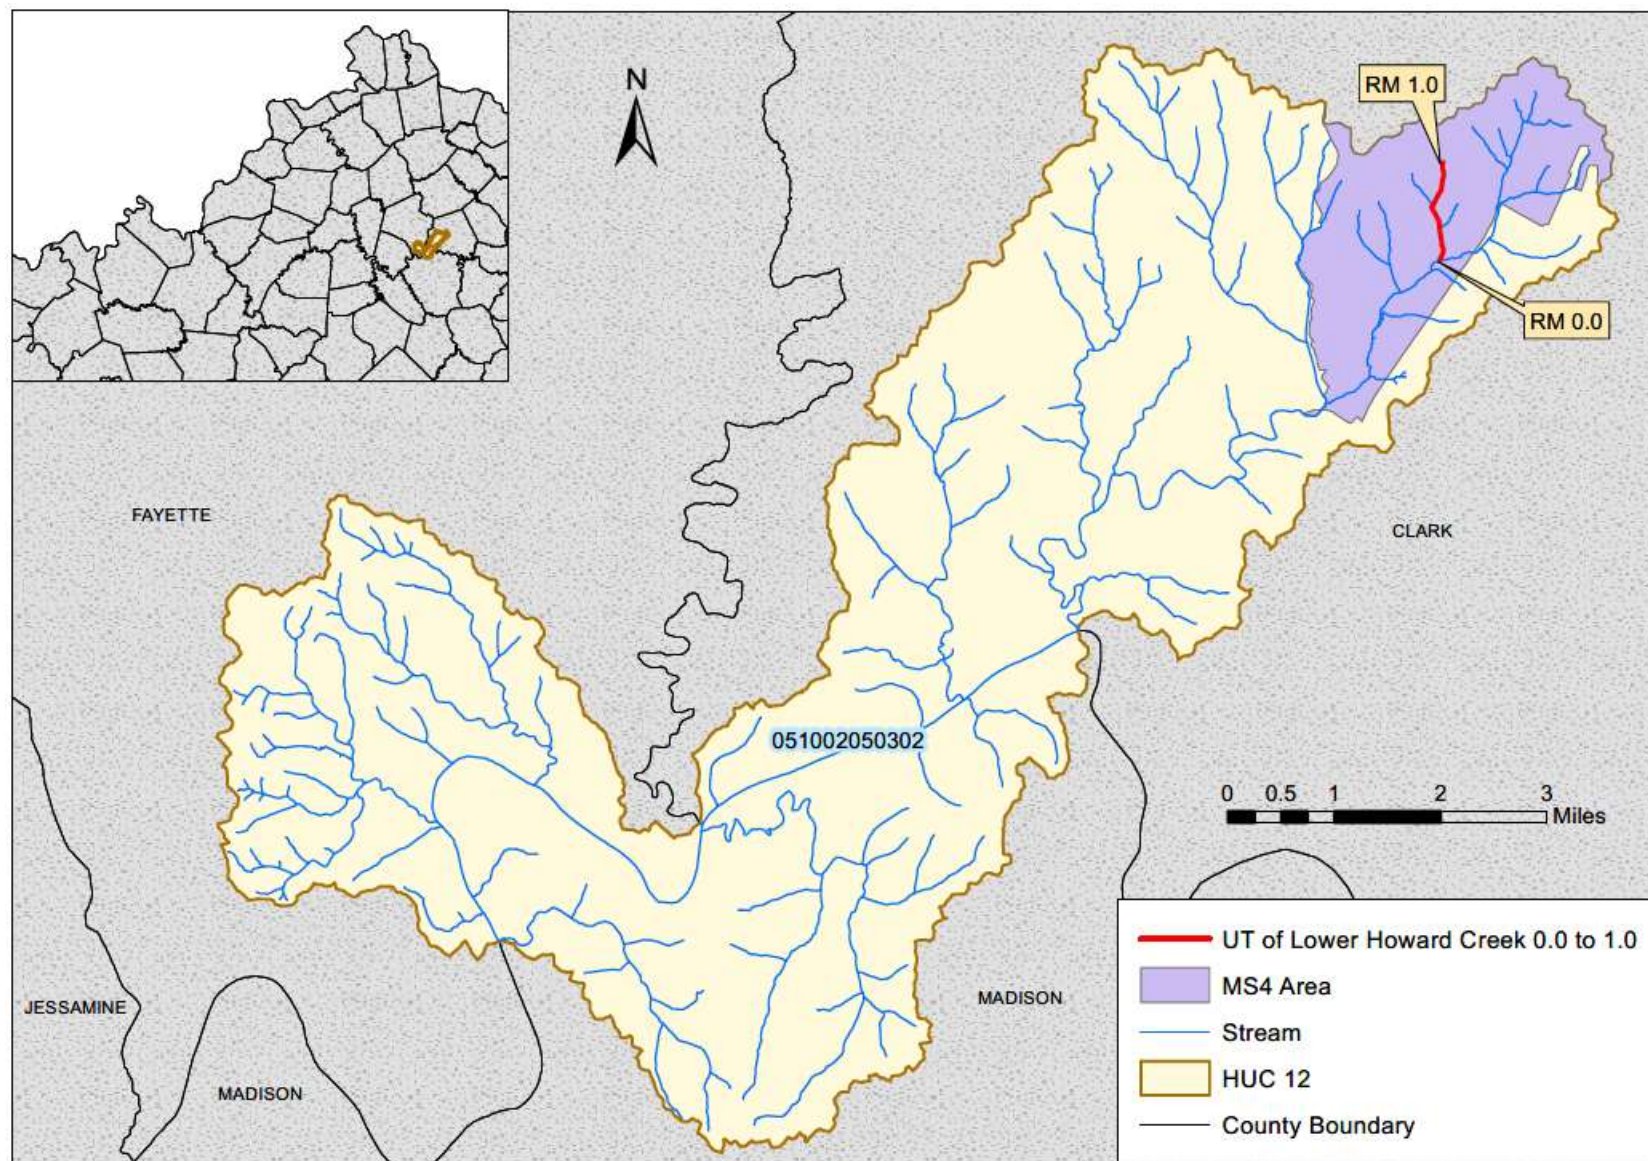 N
RM 1.0
RM 0.0
FAYETTE
CLARK
051002050302
0 0.5 1 2 3
Miles
JESSAMINE
MADISON
MADISON
UT of Lower Howard Creek 0.0 to 1.0
MS4 Area
Stream
HUC 12
County Boundary